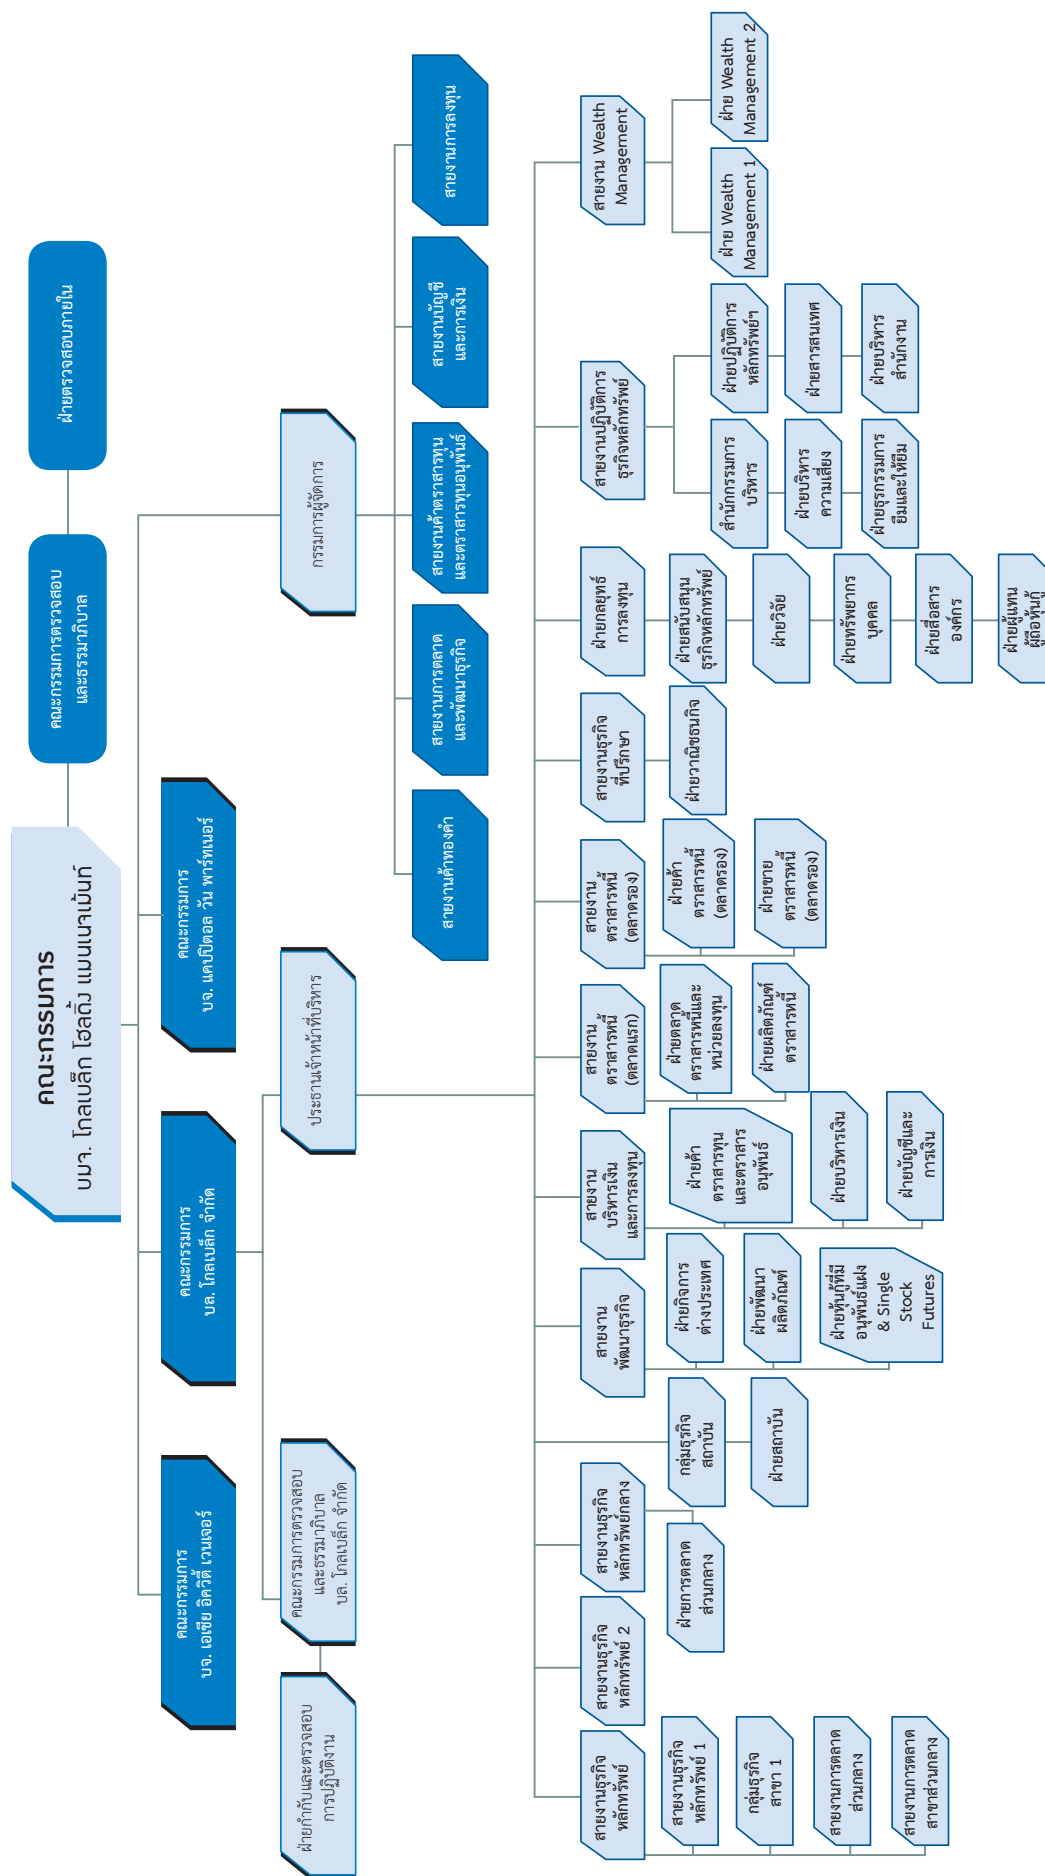 คณะกรรมการ
บมจ. โกลเบล็ก โฮลดิ้ง แมนเนจเม้นท์
คณะกรรมการตรวจสอบ
และธรรมาภิบาล
ฝ่ายตรวจสอบภายใน
คณะกรรมการ
บจ. เอเชีย อิควิตี้ เวนเจอร์
คณะกรรมการ
บล. โกลเบล็ก จำกัด
คณะกรรมการ
บจ. แคปปิตอล วัน พาร์ทเนอร์
ฝ่ายกำกับและตรวจสอบ
การปฏิบัติงาน
คณะกรรมการตรวจสอบ
และธรรมาภิบาล
บล. โกลเบล็ก จำกัด
ประธานเจ้าหน้าที่บริหาร
กรรมการผู้จัดการ
สายงานค้าทองคำ
สายงานการตลาด
และพัฒนาธุรกิจ
สายงานค้าตราสารทุน
และตราสารทุนอนุพันธ์
สายงานบัญชี
และการเงิน
สายงานการลงทุน
สายงานธุรกิจ
หลักทรัพย์
สายงานธุรกิจ
หลักทรัพย์ 1
กลุ่มธุรกิจ
สาขา 1
สายงานการตลาด
ส่วนกลาง
สายงานการตลาด
สาขาส่วนกลาง
สายงานธุรกิจ
หลักทรัพย์ 2
สายงานธุรกิจ
หลักทรัพย์กลาง
ฝ่ายการตลาด
ส่วนกลาง
กลุ่มธุรกิจ
สถาบัน
ฝ่ายสถาบัน
สายงาน
พัฒนาธุรกิจ
ฝ่ายกิจการ
ต่างประเทศ
ฝ่ายพัฒนา
ผลิตภัณฑ์
ฝ่ายหุ้นกู้ที่มี
อนุพันธ์แฝง
& Single
Stock
Futures
สายงาน
บริหารเงิน
และการลงทุน
ฝ่ายค้า
ตราสารทุน
และตราสาร
อนุพันธ์
ฝ่ายบริหารเงิน
ฝ่ายบัญชีและ
การเงิน
สายงาน
ตราสารหนี้
(ตลาดแรก)
ฝ่ายตลาด
ตราสารหนี้และ
หน่วยลงทุน
ฝ่ายผลิตภัณฑ์
ตราสารหนี้
สายงาน
ตราสารหนี้
(ตลาดรอง)
ฝ่ายค้า
ตราสารหนี้
(ตลาดรอง)
ฝ่ายขาย
ตราสารหนี้
(ตลาดรอง)
สายงานธุรกิจ
ที่ปรึกษา
ฝ่ายวาณิชธนกิจ
ฝ่ายกลยุทธ์
การลงทุน
ฝ่ายสนับสนุน
ธุรกิจหลักทรัพย์
ฝ่ายวิจัย
ฝ่ายทรัพยากร
บุคคล
ฝ่ายสื่อสาร
องค์กร
ฝ่ายผู้แทน
ผู้ถือหุ้นกู้
สายงานปฏิบัติการ
ธุรกิจหลักทรัพย์
สำนักกรรมการ
บริหาร
ฝ่ายบริหาร
ความเสี่ยง
ฝ่ายธุรกรรมการ
ยืมและให้ยืม
ฝ่ายปฏิบัติการ
หลักทรัพย์ฯ
ฝ่ายสารสนเทศ
ฝ่ายบริหาร
สำนักงาน
สายงาน Wealth
Management
ฝ่าย Wealth
Management 1
ฝ่าย Wealth
Management 2